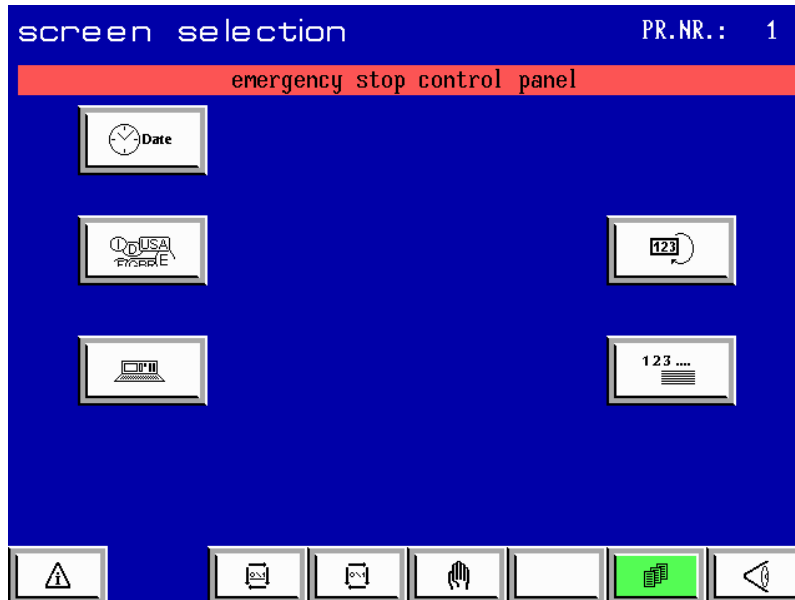 screen selection PR.NR.: 1
emergency stop control panel
Date
USA
123
123 ....